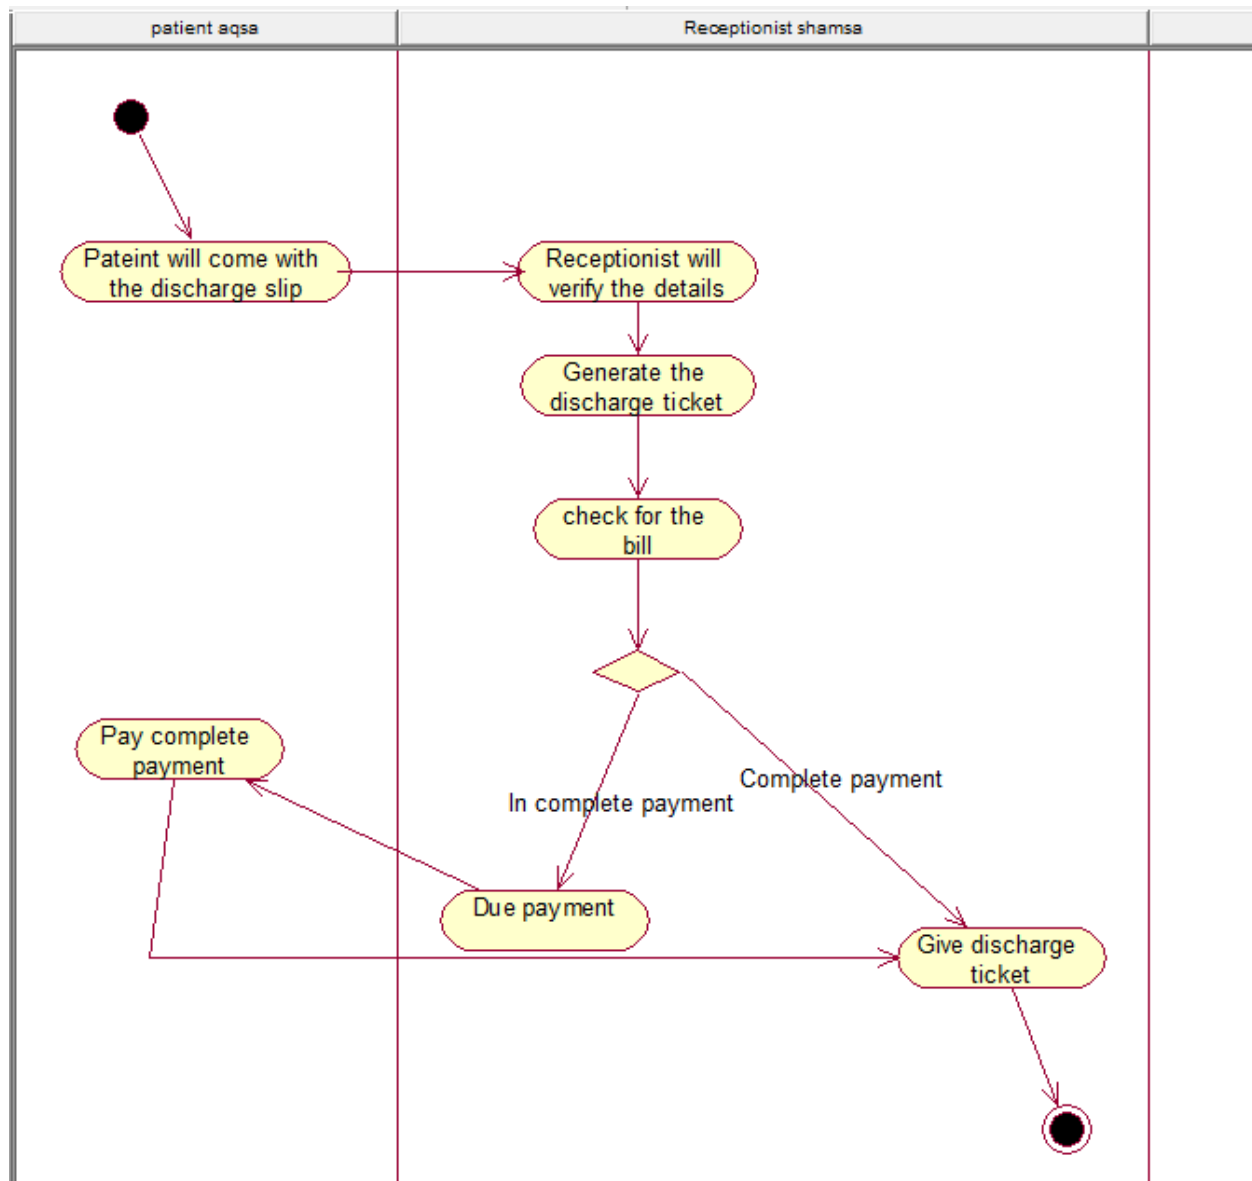 patient aqsa
Receptionist shamsa
Pateint will come with
the discharge slip
Receptionist will
verify the details
Generate the
discharge ticket
check for the
bill
Pay complete
payment
In complete payment
Complete payment
Due payment
Give discharge
ticket